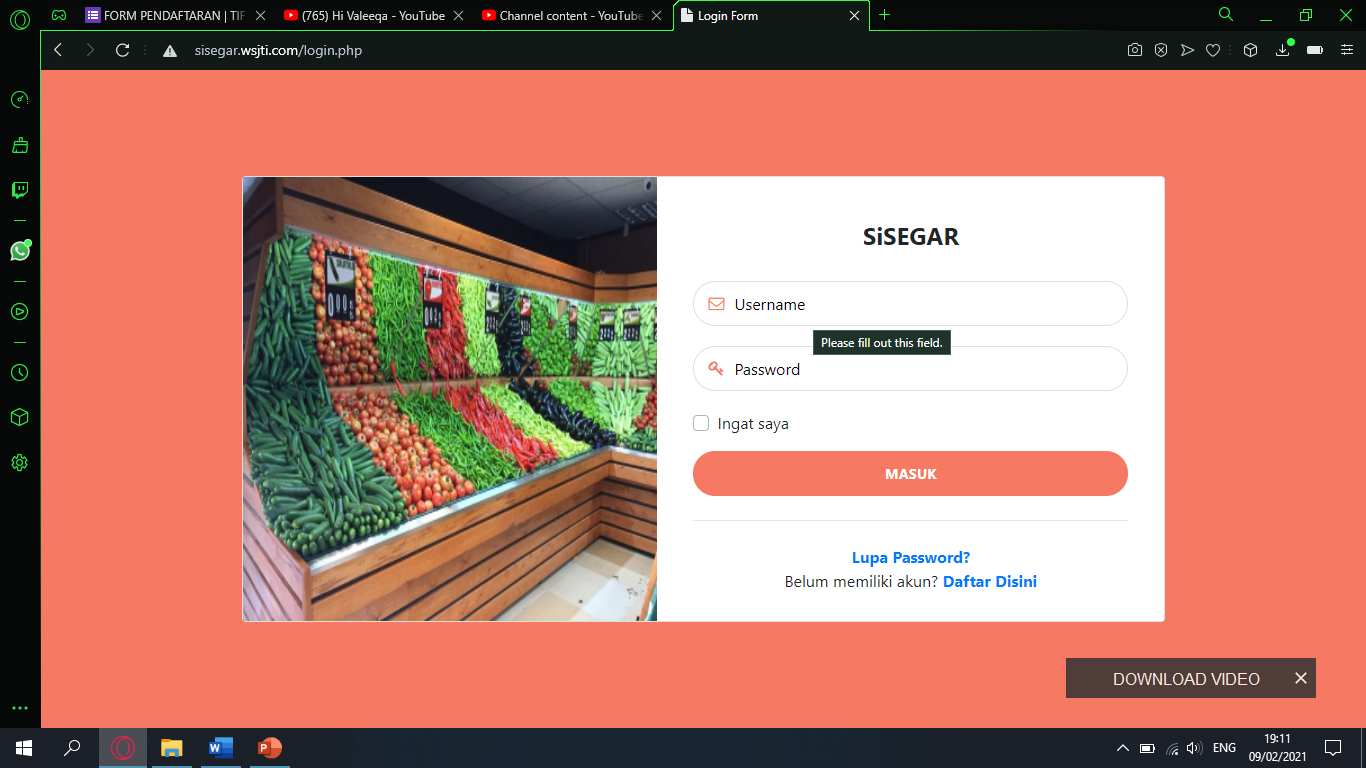 FORM PENDAFTARAN | TIF
(765) Hi Valeeqa - YouTube
Channel content - YouTube
Login Form
sisegar.wsjti.com/login.php
SiSEGAR
Username
Please fill out this field.
Password
Ingat saya
MASUK
Lupa Password?
Belum memiliki akun? Daftar Disini
DOWNLOAD VIDEO
ENG
19:11
09/02/2021